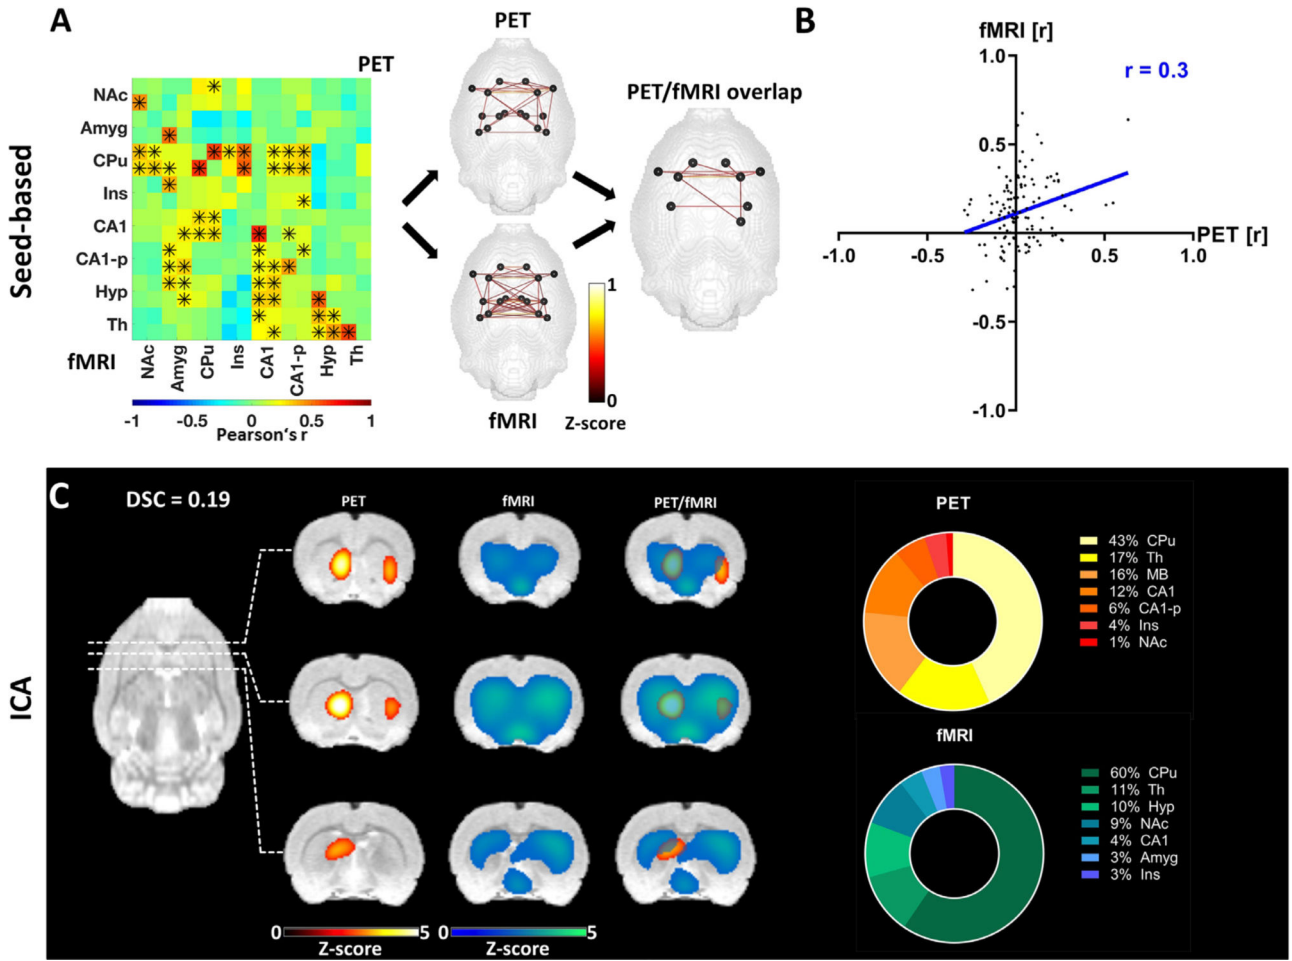 A
PET
PET
NAc
Amyg
CPu
Ins
CA1
CA1-p
Hyp
Th
fMRI
NAc
Amyg
CPu
Ins
CA1
CA1-p
Hyp
Th
-1 -0.5 0 0.5 1
Pearson's r
Seed-based
PET/fMRI overlap
1
0
Z-score
fMRI
B
fMRI [r]
r = 0.3
1.0
0.5
PET [r]
-1.0 -0.5 0.5 1.0
-0.5
-1.0
C
DSC = 0.19
ICA
PET
fMRI
PET/fMRI
0 5
Z-score
0 5
Z-score
PET
43% CPu
17% Th
16% MB
12% CA1
6% CA1-p
4% Ins
1% NAc
fMRI
60% CPu
11% Th
10% Hyp
9% NAc
4% CA1
3% Amyg
3% Ins